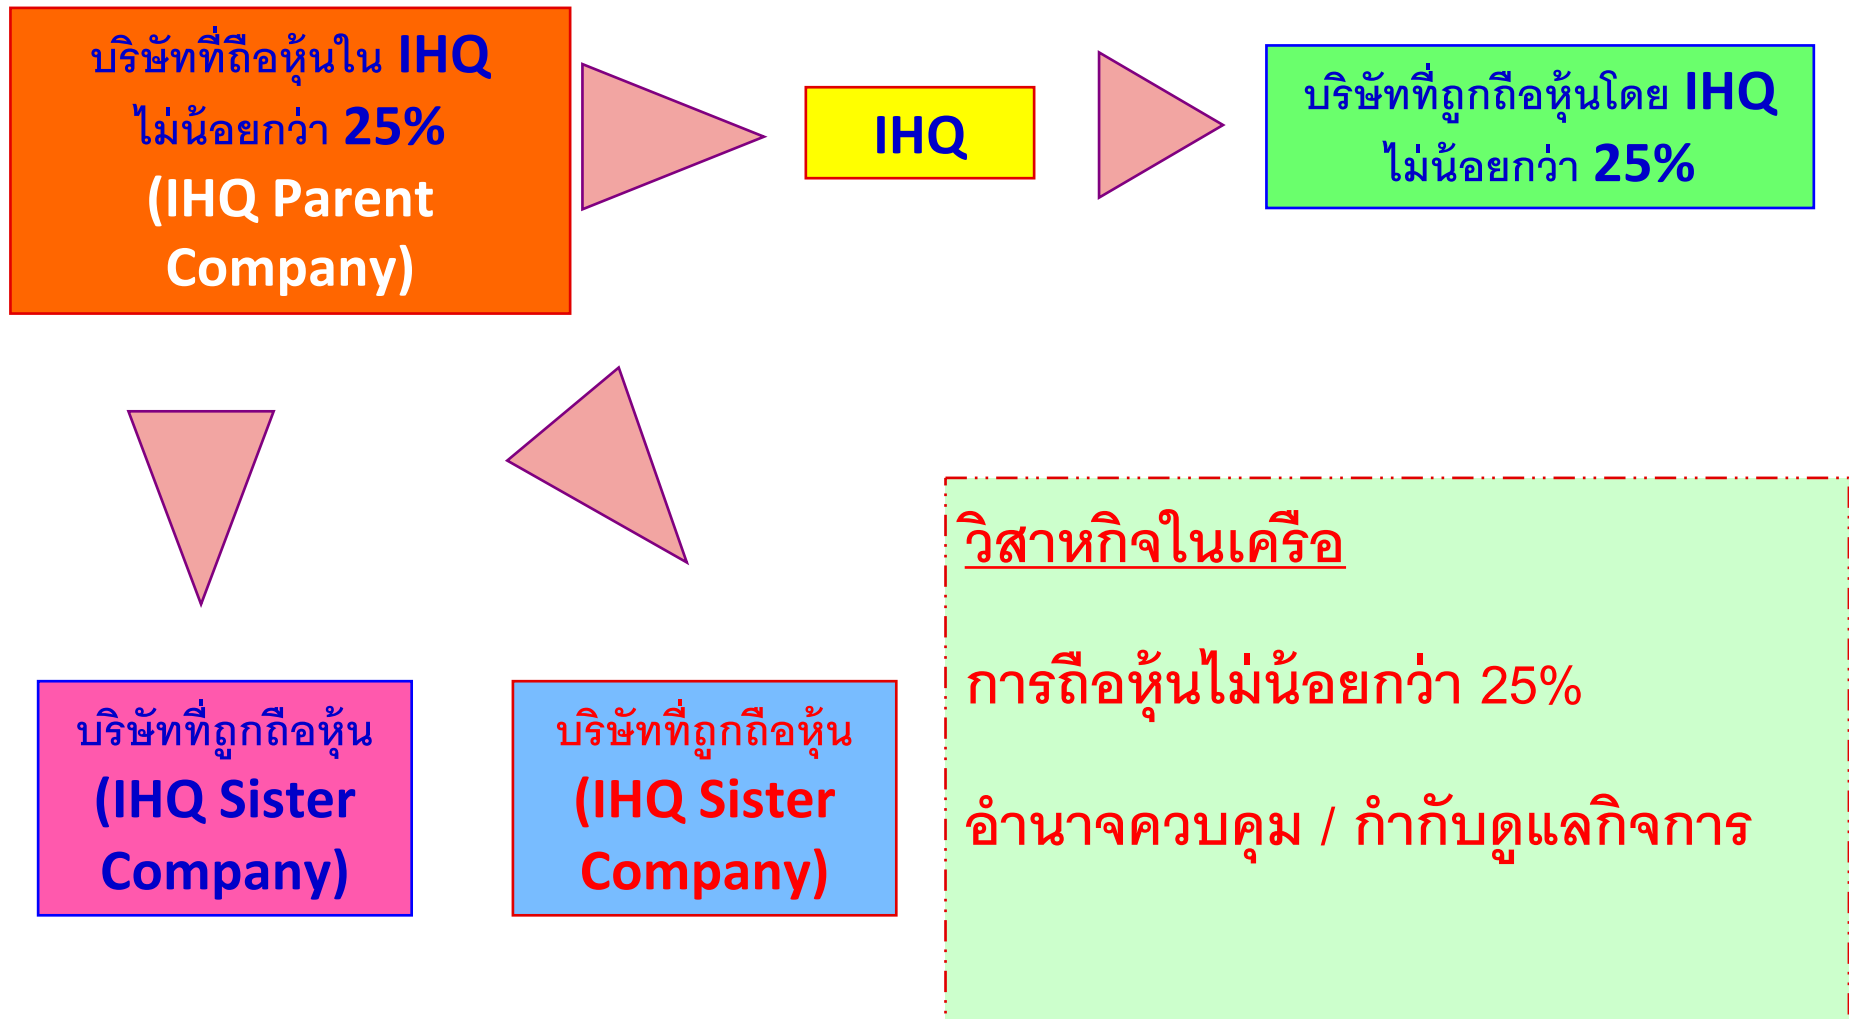 บริษัทที่ถือหุ้นใน IHQ
ไม่น้อยกว่า 25%
(IHQ Parent
Company)
IHQ
บริษัทที่ถูกถือหุ้นโดย IHQ
ไม่น้อยกว่า 25%
บริษัทที่ถูกถือหุ้น
(IHQ Sister
Company)
บริษัทที่ถูกถือหุ้น
(IHQ Sister
Company)
วิสาหกิจในเครือ
การถือหุ้นไม่น้อยกว่า 25%
อำนาจควบคุม / กำกับดูแลกิจการ